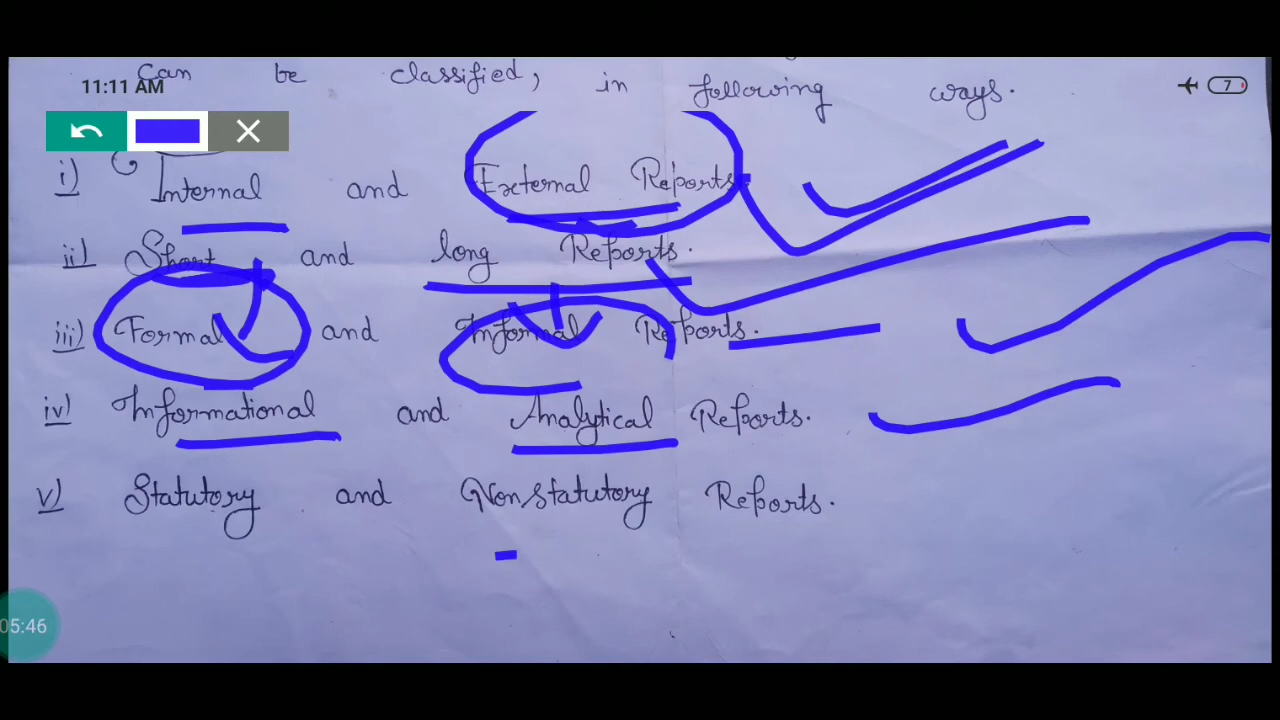 can be classified, in following ways.
11:11 AM
7
i) Internal and External Reports.
ii) Short and long Reports.
iii) Formal and Informal Reports.
iv) Informational and Analytical Reports.
v) Statutory and Nonstatutory Reports.
05:46